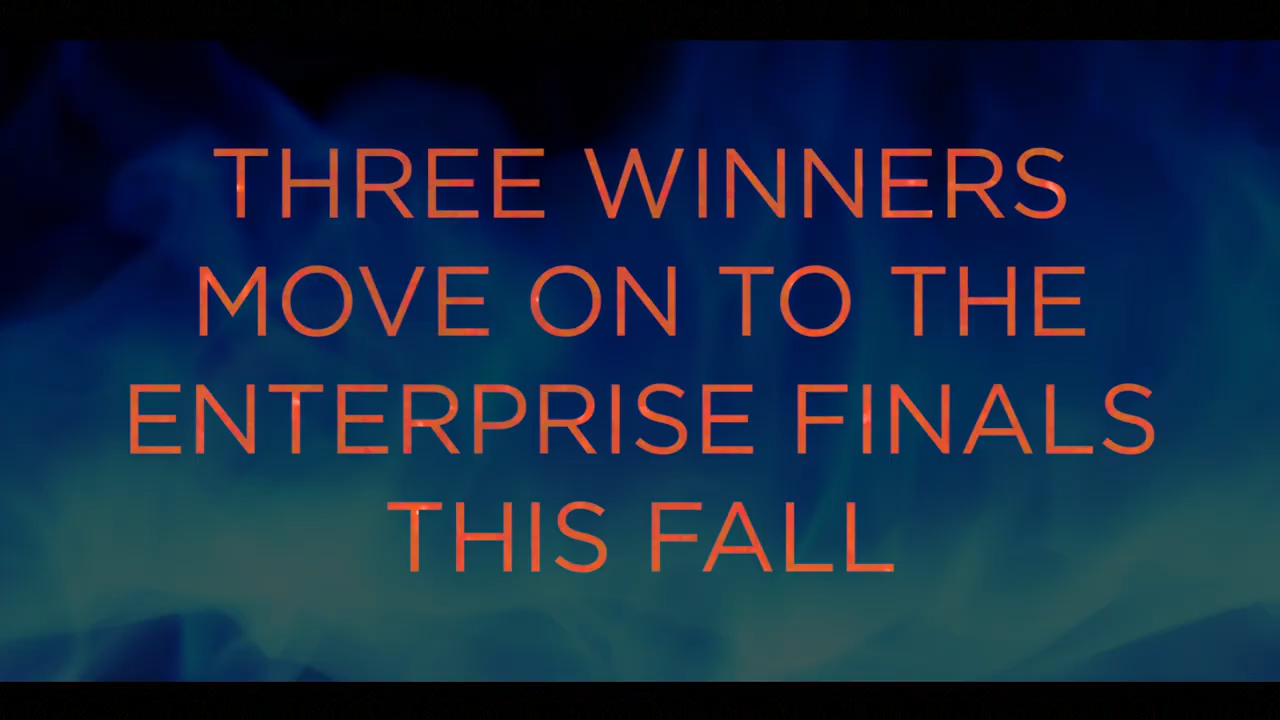 THREE WINNERS
MOVE ON TO THE
ENTERPRISE FINALS
THIS FALL